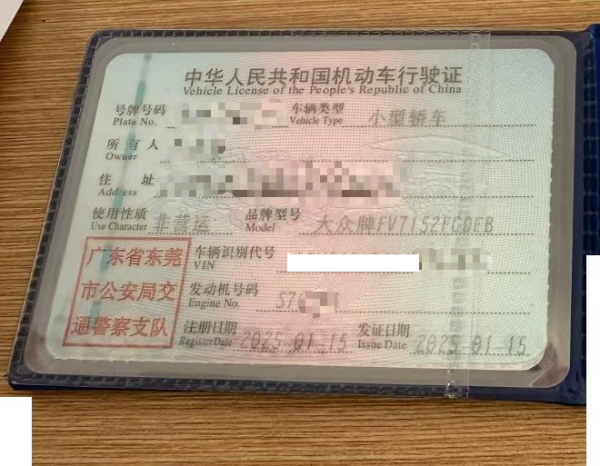 中华人民共和国机动车行驶证
Vehicle License of the People's Republic of China
号牌号码 车辆类型 小型轿车
Plate No. Vehicle Type
所有人
Owner
住址
Address
使用性质 非营运 品牌型号 大众牌FV7152FCDEB
Use Character Model
广东省东莞
市公安局交
通警察支队
车辆识别代号
VIN
发动机号码 S7
Engine No.
注册日期 2025-01-15 发证日期 2025-01-15
Register Date Issue Date